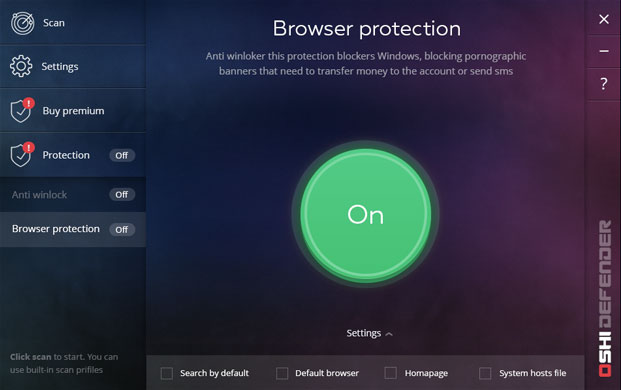 Scan
Settings
Buy premium
Protection Off
Anti winlock Off
Browser protection Off
Click scan to start. You can
use built-in scan prifiles
Browser protection
Anti winloker this protection blockers Windows, blocking pornographic
banners that need to transfer money to the account or send sms
On
Settings
Search by default Default browser Homapage System hosts file
?
OSHI DEFENDER